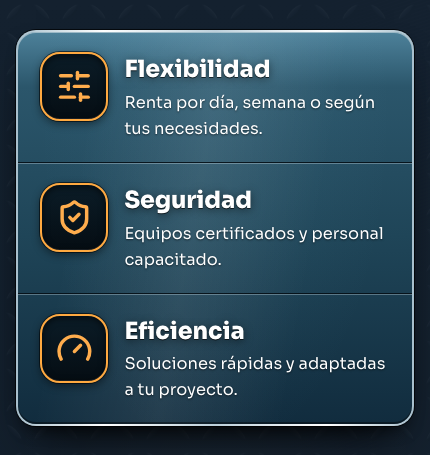 Flexibilidad
Renta por día, semana o según
tus necesidades.
Seguridad
Equipos certificados y personal
capacitado.
Eficiencia
Soluciones rápidas y adaptadas
a tu proyecto.